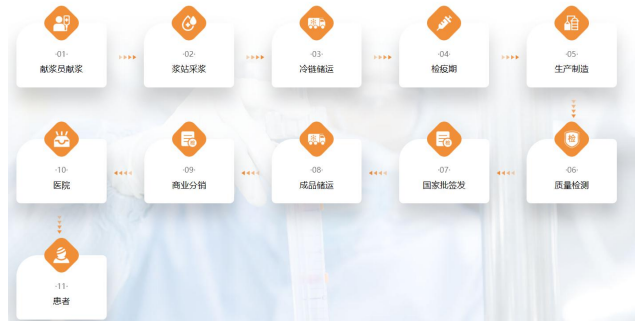 ·01·
献浆员献浆
·02·
浆站采浆
·03·
冷链储运
·04·
检疫期
·05·
生产制造
检
·06·
质量检测
·07·
国家批签发
·08·
成品储运
·09·
商业分销
·10·
医院
·11·
患者